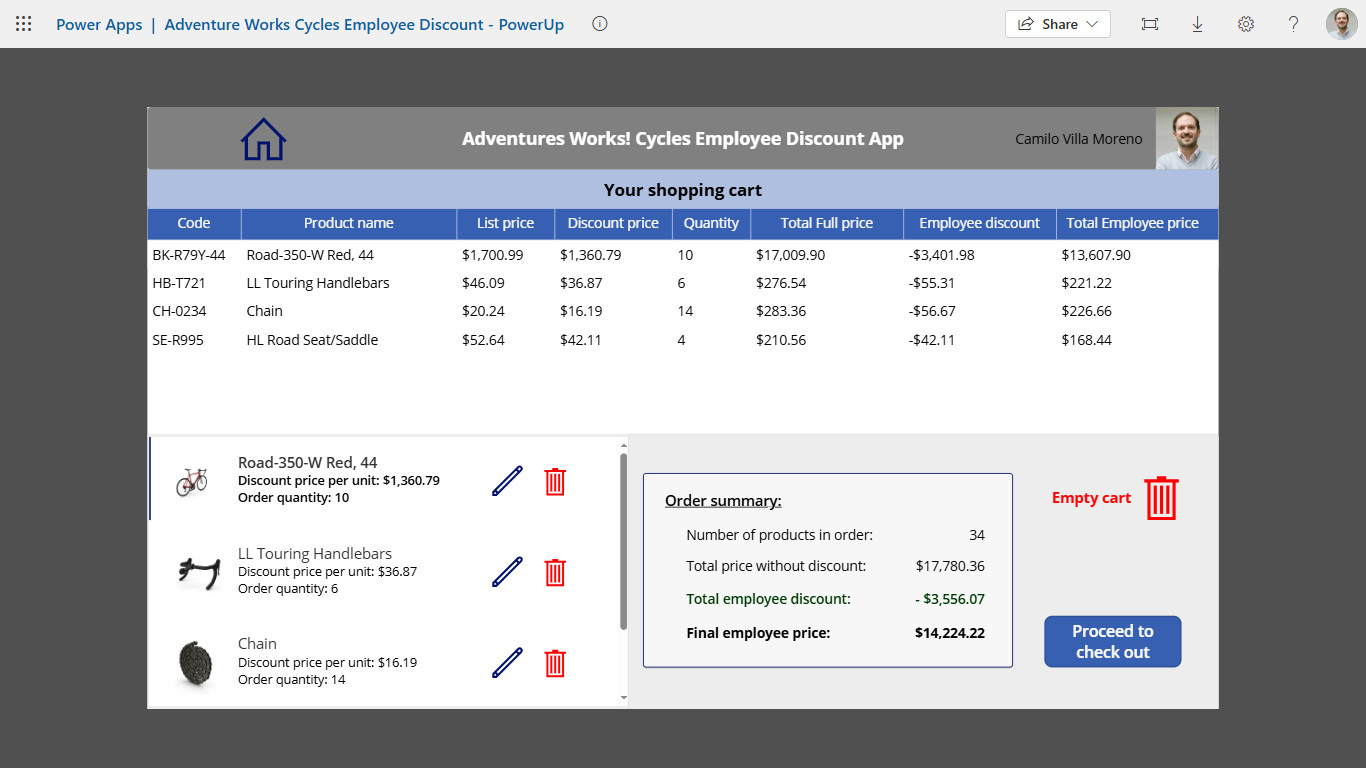 Power Apps | Adventure Works Cycles Employee Discount - PowerUp
Share
?
Adventures Works! Cycles Employee Discount App
Camilo Villa Moreno
Your shopping cart
Code Product name List price Discount price Quantity Total Full price Employee discount Total Employee price
BK-R79Y-44 Road-350-W Red, 44 $1,700.99 $1,360.79 10 $17,009.90 -$3,401.98 $13,607.90
HB-T721 LL Touring Handlebars $46.09 $36.87 6 $276.54 -$55.31 $221.22
CH-0234 Chain $20.24 $16.19 14 $283.36 -$56.67 $226.66
SE-R995 HL Road Seat/Saddle $52.64 $42.11 4 $210.56 -$42.11 $168.44
Road-350-W Red, 44
Discount price per unit: $1,360.79
Order quantity: 10
LL Touring Handlebars
Discount price per unit: $36.87
Order quantity: 6
Chain
Discount price per unit: $16.19
Order quantity: 14
Order summary:
Number of products in order: 34
Total price without discount: $17,780.36
Total employee discount: - $3,556.07
Final employee price: $14,224.22
Empty cart
Proceed to
check out